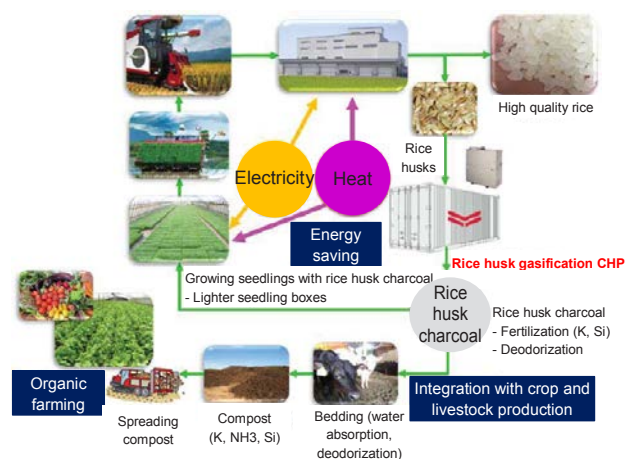 High quality rice
Rice
husks
Electricity
Heat
Energy
saving
Rice husk gasification CHP
Growing seedlings with rice husk charcoal
- Lighter seedling boxes
Rice
husk
charcoal
Rice husk charcoal
- Fertilization (K, Si)
- Deodorization
Organic
farming
Integration with crop and
livestock production
Spreading
compost
Compost
(K, NH3, Si)
Bedding (water
absorption,
deodorization)